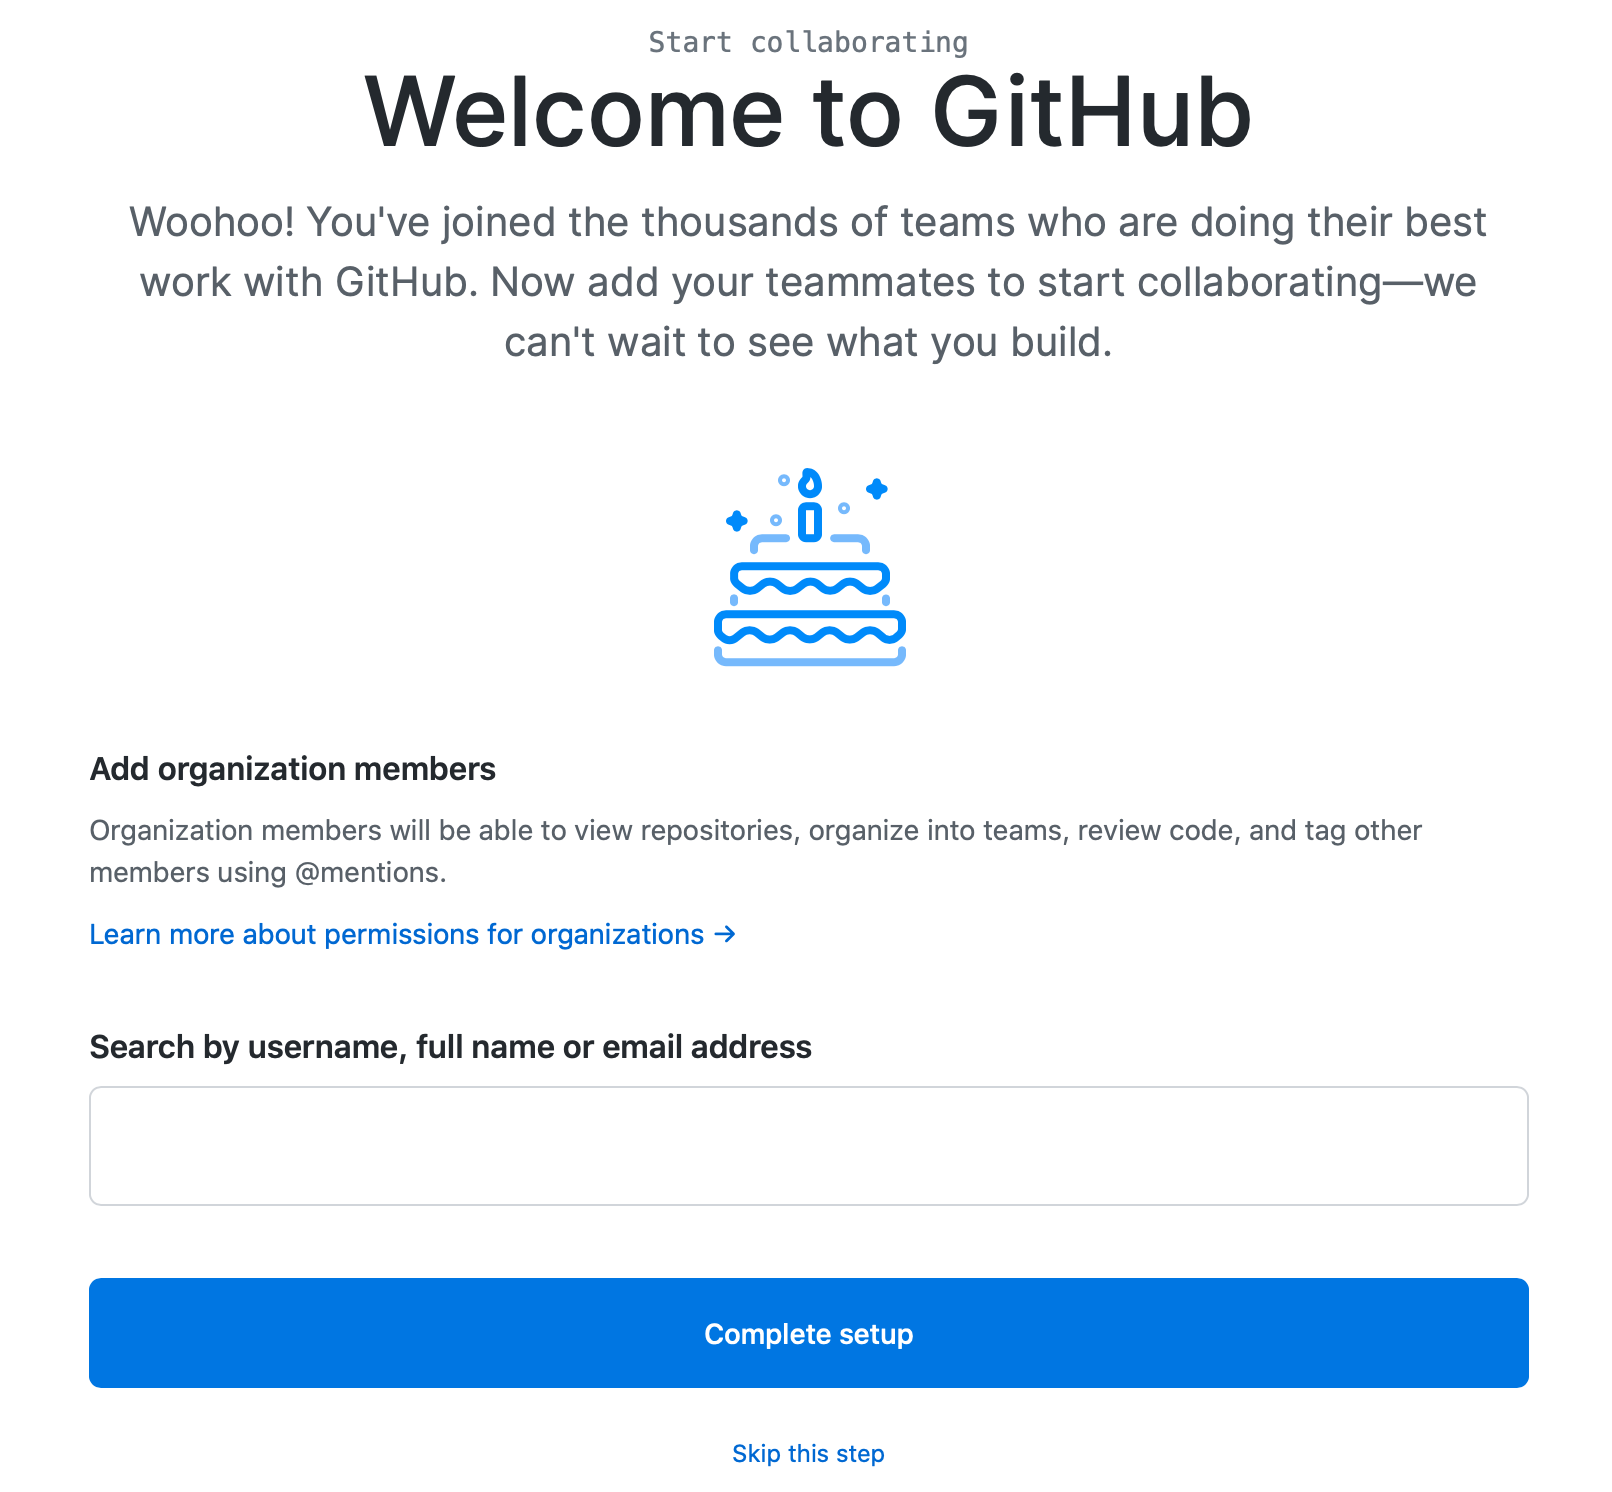 Start collaborating
Welcome to GitHub
Woohoo! You've joined the thousands of teams who are doing their best
work with GitHub. Now add your teammates to start collaborating—we
can't wait to see what you build.
Add organization members
Organization members will be able to view repositories, organize into teams, review code, and tag other
members using @mentions.
Learn more about permissions for organizations →
Search by username, full name or email address
Complete setup
Skip this step